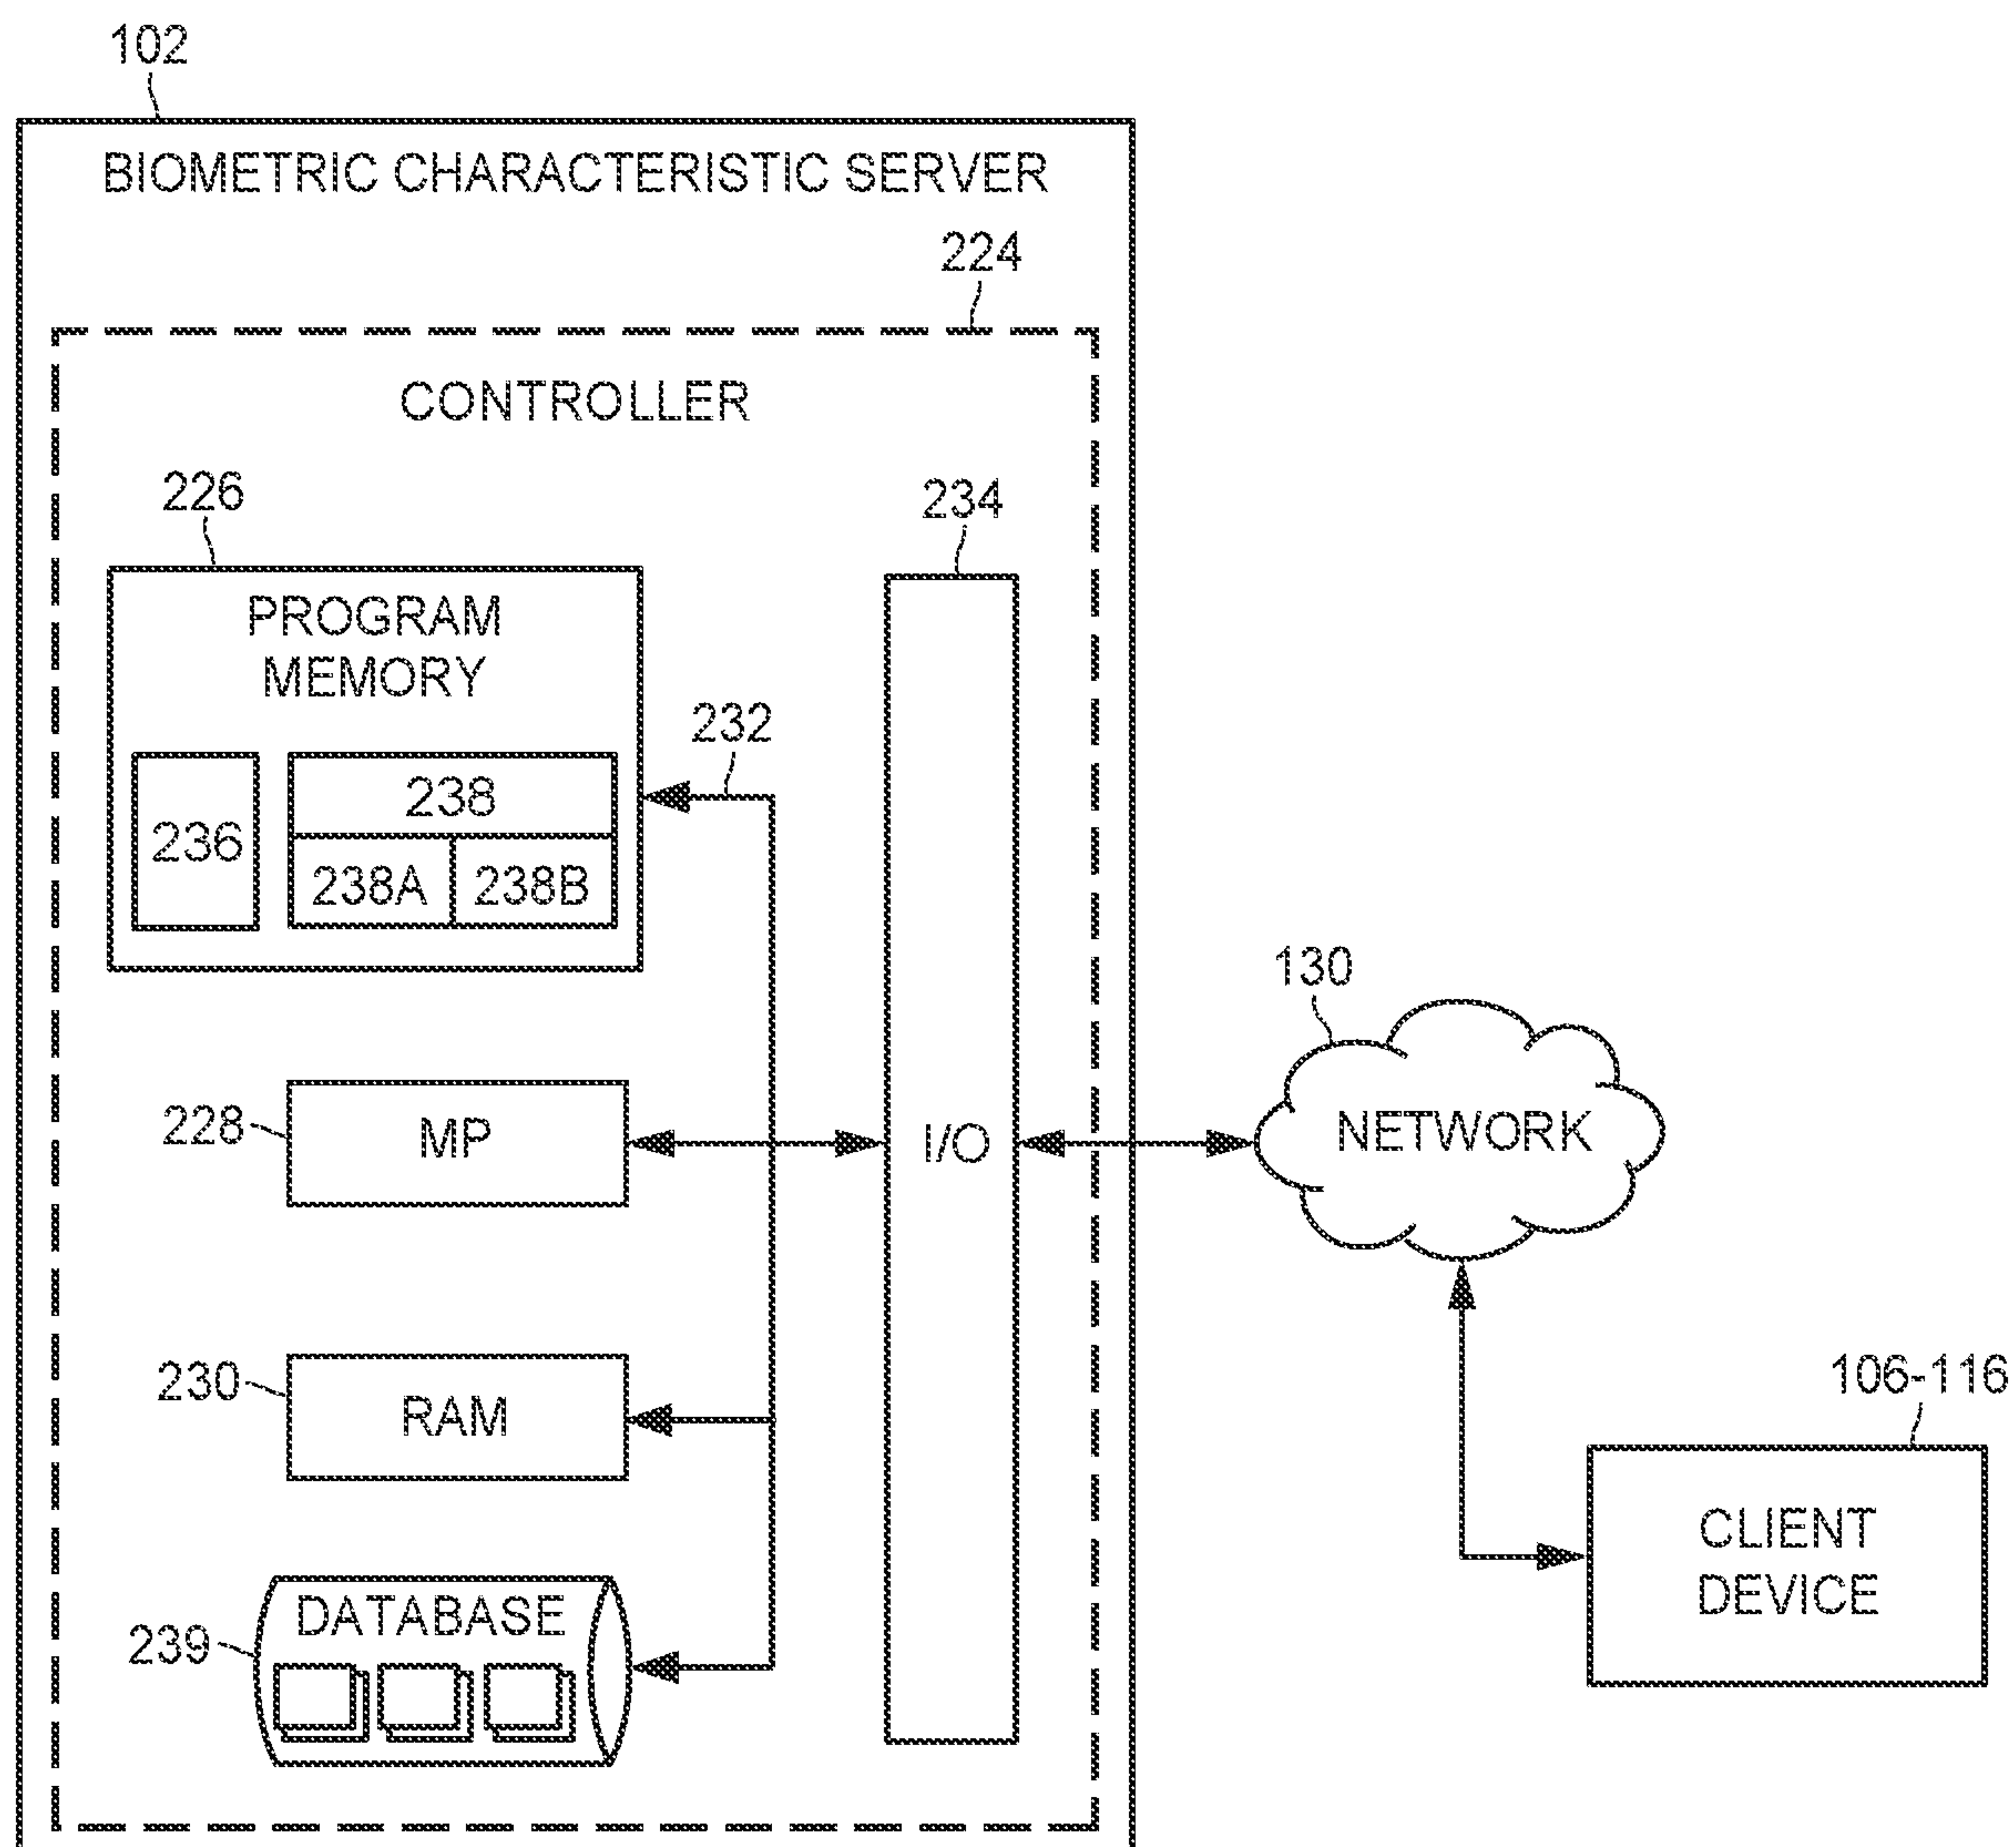 102
BIOMETRIC CHARACTERISTIC SERVER
224
CONTROLLER
226
234
PROGRAM
MEMORY
232
238
236
238A 238B
130
228
MP
I/O
NETWORK
230
RAM
106-116
CLIENT
DEVICE
239
DATABASE